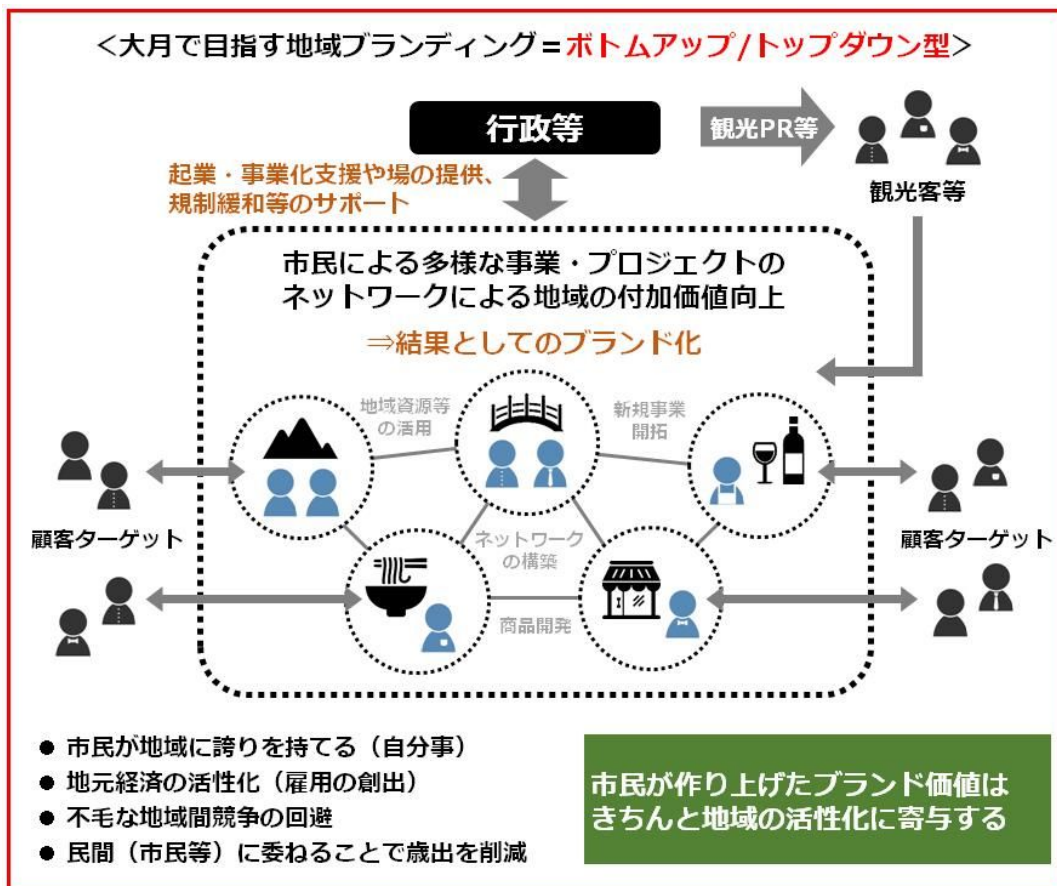 ＜大月で目指す地域ブランディング＝ボトムアップ/トップダウン型＞
行政等
観光PR等
観光客等
起業・事業化支援や場の提供、
規制緩和等のサポート
市民による多様な事業・プロジェクトの
ネットワークによる地域の付加価値向上
⇒結果としてのブランド化
地域資源等
の活用
新規事業
開拓
顧客ターゲット
ネットワーク
の構築
顧客ターゲット
商品開発
● 市民が地域に誇りを持てる（自分事）
● 地元経済の活性化（雇用の創出）
● 不毛な地域間競争の回避
● 民間（市民等）に委ねることで歳出を削減
市民が作り上げたブランド価値は
きちんと地域の活性化に寄与する